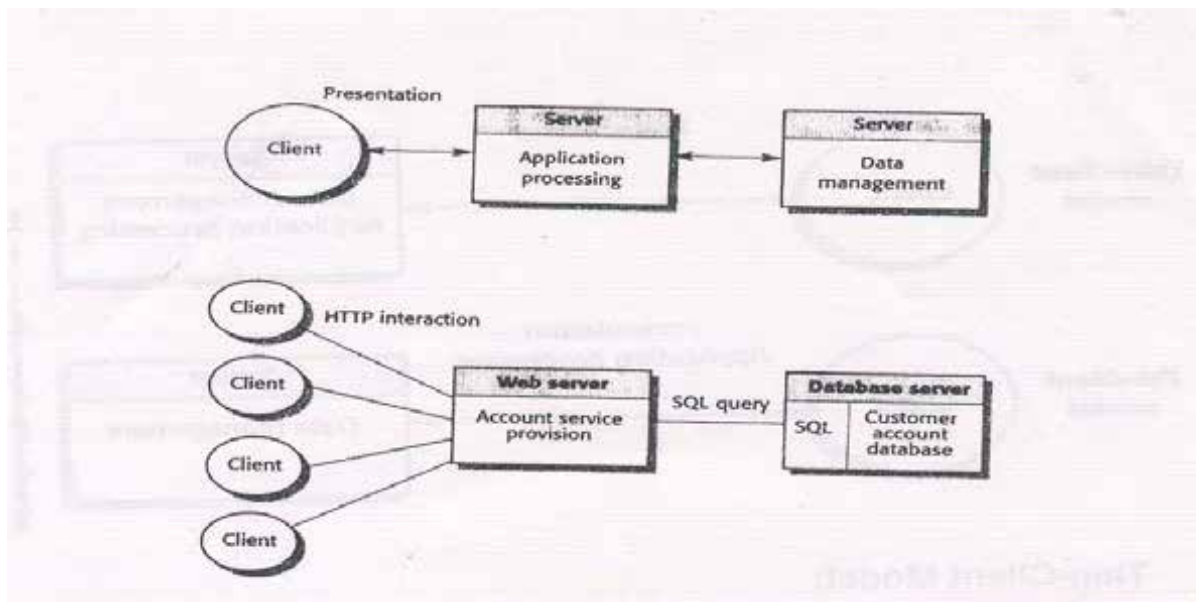 Presentation
Client
Server
Application
processing
Server
Data
management
Client
HTTP interaction
Client
Client
Client
Web server
Account service
provision
SQL query
Database server
SQL
Customer
account
database
Thin-Client Model: